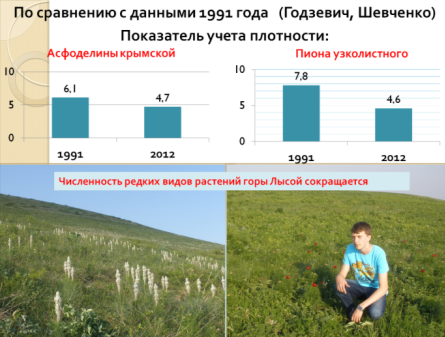 По сравнению с данными 1991 года (Годзевич, Шевченко)
Показатель учета плотности:
Асфоделины крымской
10
5
0
6,1
4,7
1991
2012
Пиона узколистного
10
5
0
7,8
4,6
1991
2012
Численность редких видов растений горы Лысой сокращается